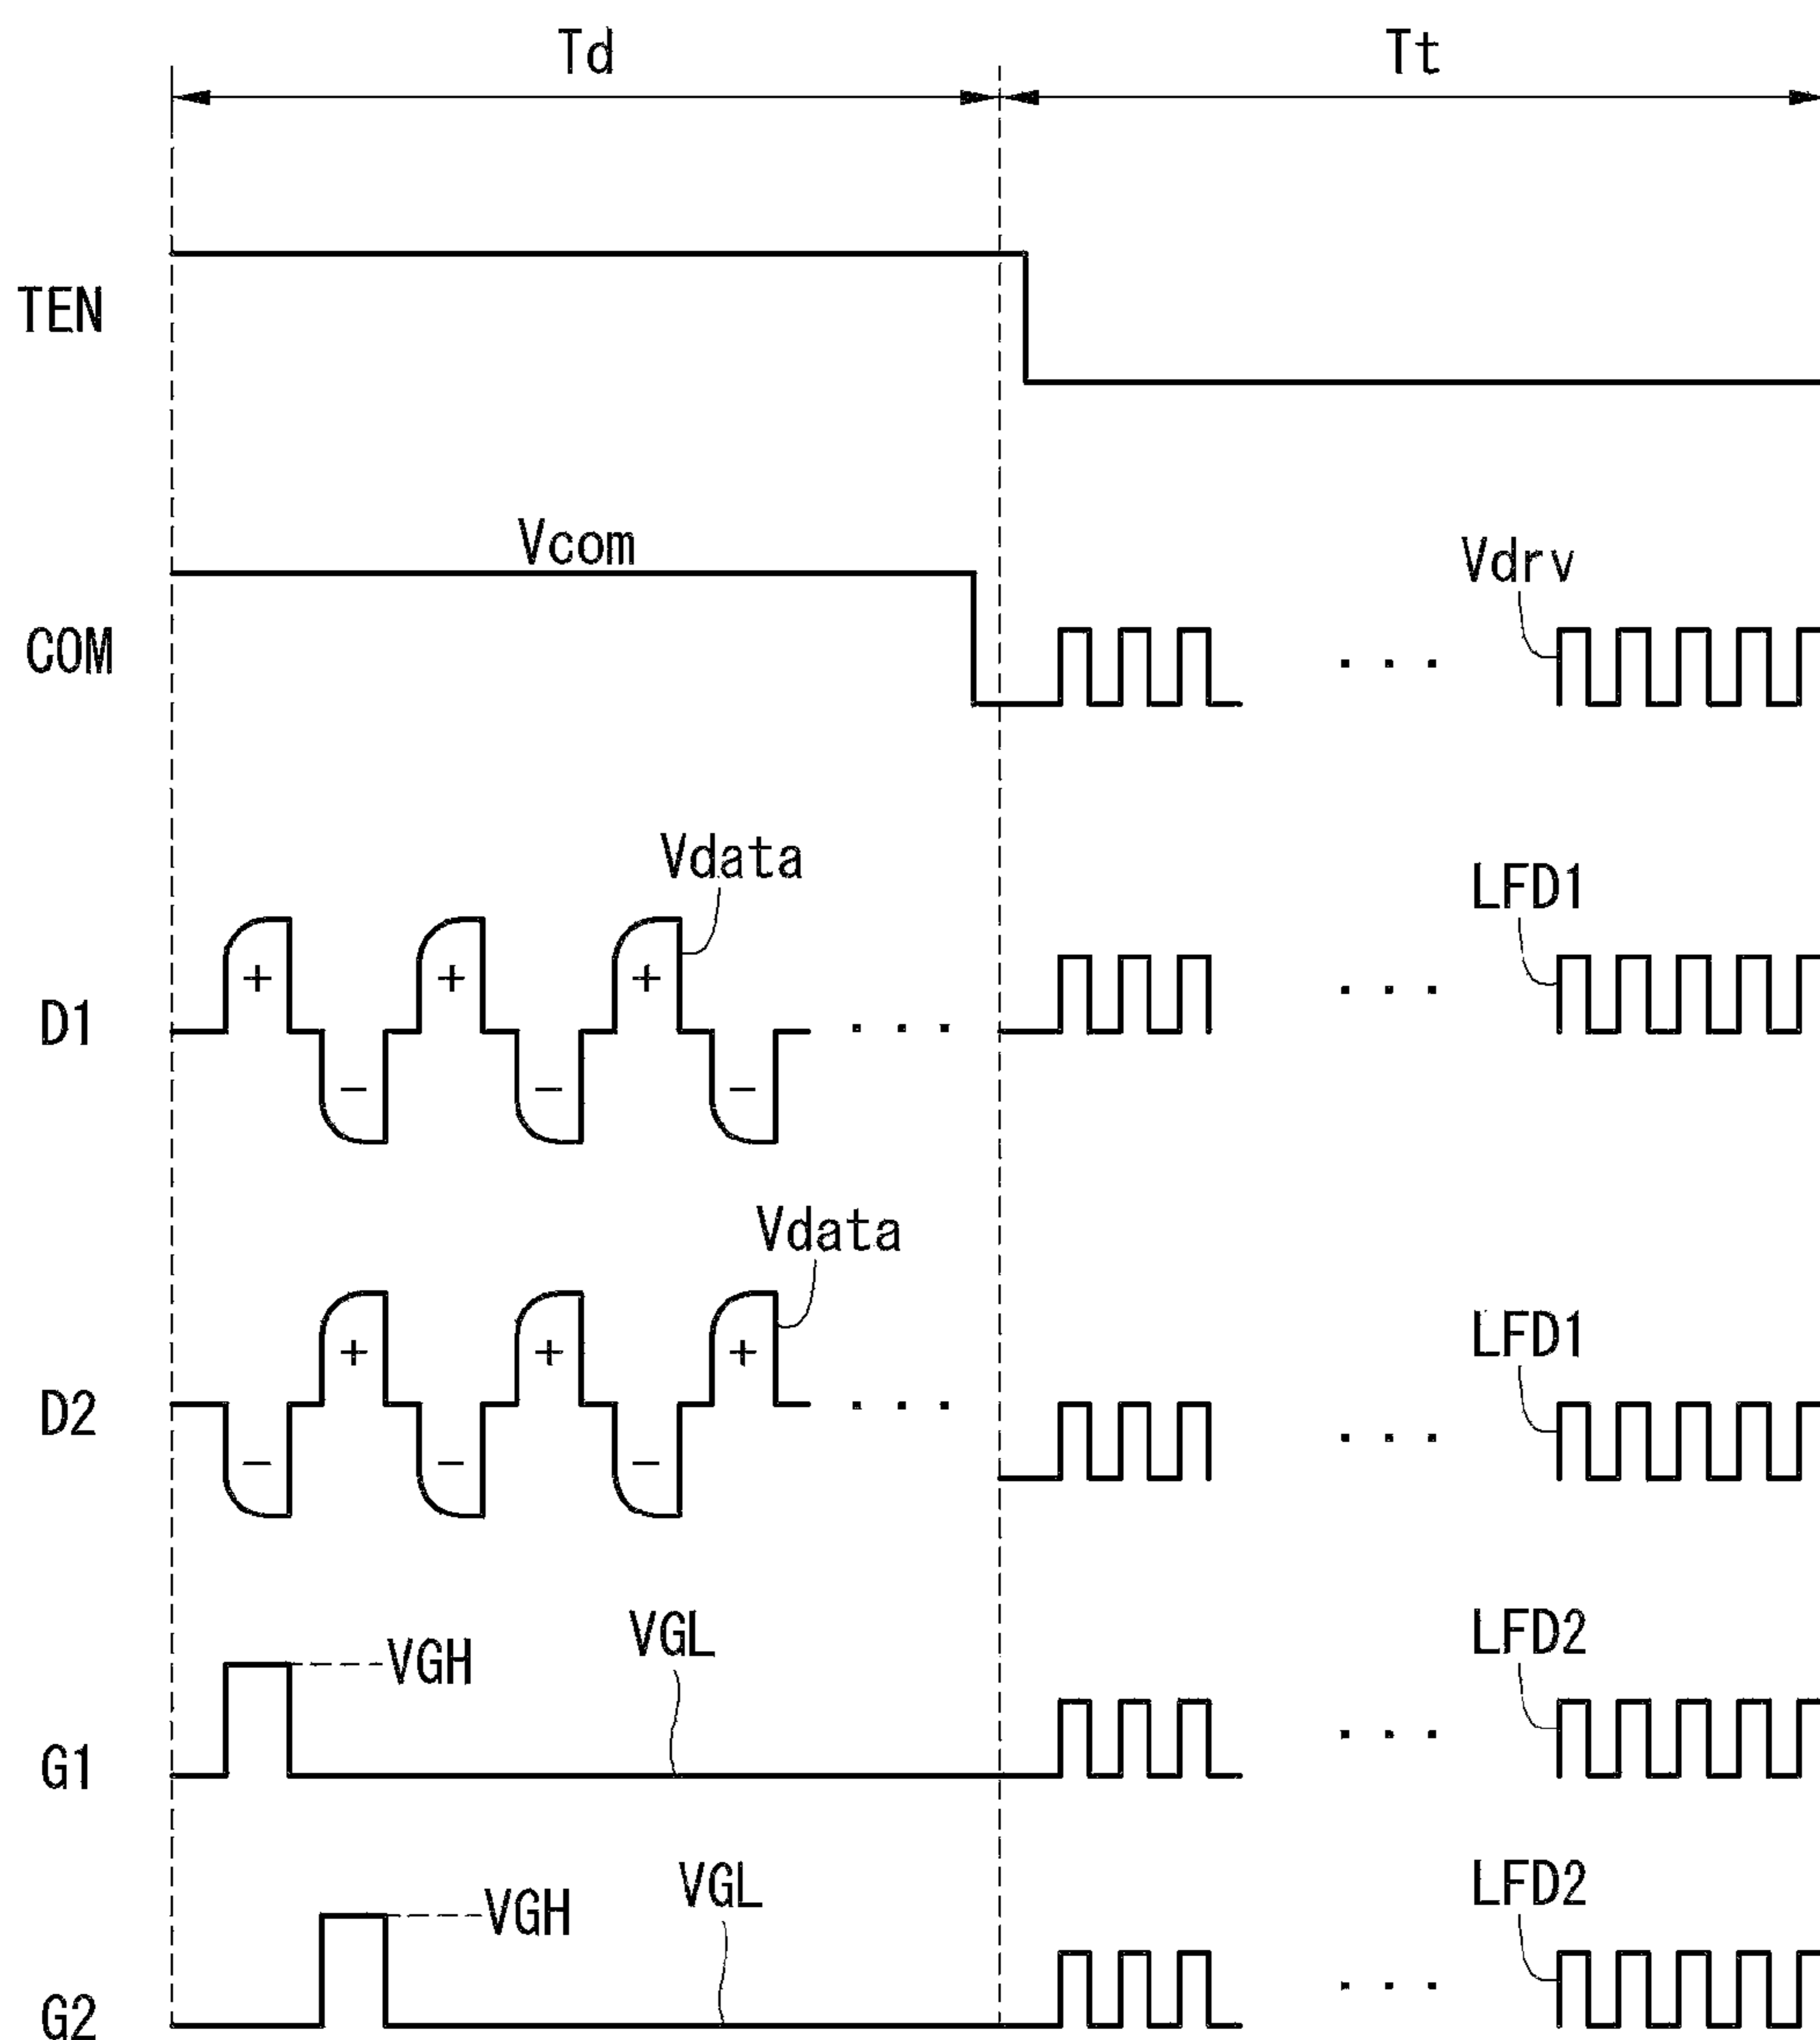 Td Tt
TEN
Vcom
Vdrv
COM
. . .
Vdata
LFD1
+ + +
D1
. . . . . .
- - -
Vdata
LFD1
+ + +
D2
. . . . . .
- - -
VGH
VGL
LFD2
G1
. . .
VGH
VGL
LFD2
G2
. . .